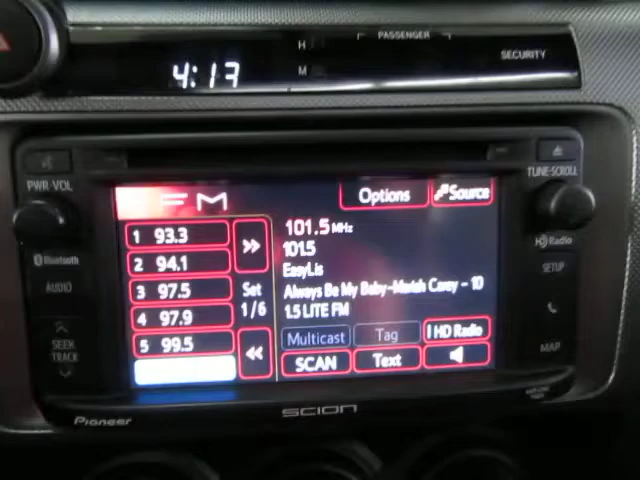 PASSENGER
H
4:13
M
SECURITY
PWR·VOL
Bluetooth
AUDIO
SEEK
TRACK
FM
Options
Source
1 93.3
2 94.1
3 97.5
4 97.9
5 99.5
Set
1/6
101.5 MHz
101.5
EasyLis
Always Be My Baby-Mariah Carey - 10
1.5 LITE FM
Multicast
Tag
HD Radio
SCAN
Text
TUNE·SCROLL
HD Radio
SETUP
MAP
Pioneer
SCION